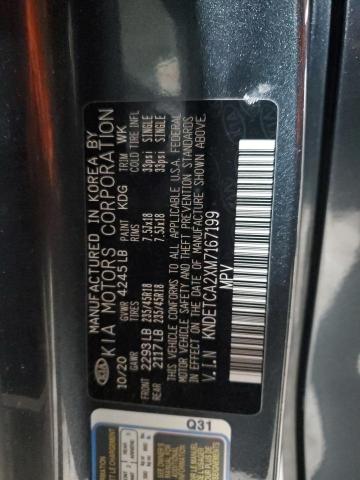 MANUFACTURED IN KOREA BY
KIA MOTORS CORPORATION
10/20 GVWR 4245LB PAINT KDG TRIM WK
TIRES RIMS COLD TIRE INFL
FRONT 2293LB 235/45R18 7.5Jx18 33psi SINGLE
REAR 2117LB 235/45R18 7.5Jx18 33psi SINGLE
THIS VEHICLE CONFORMS TO ALL APPLICABLE U.S.A. FEDERAL
MOTOR VEHICLE SAFETY AND THEFT PREVENTION STANDARDS
IN EFFECT ON THE DATE OF MANUFACTURE SHOWN ABOVE.
V.I.N KNDETCA2XM7167199
MPV
Q31